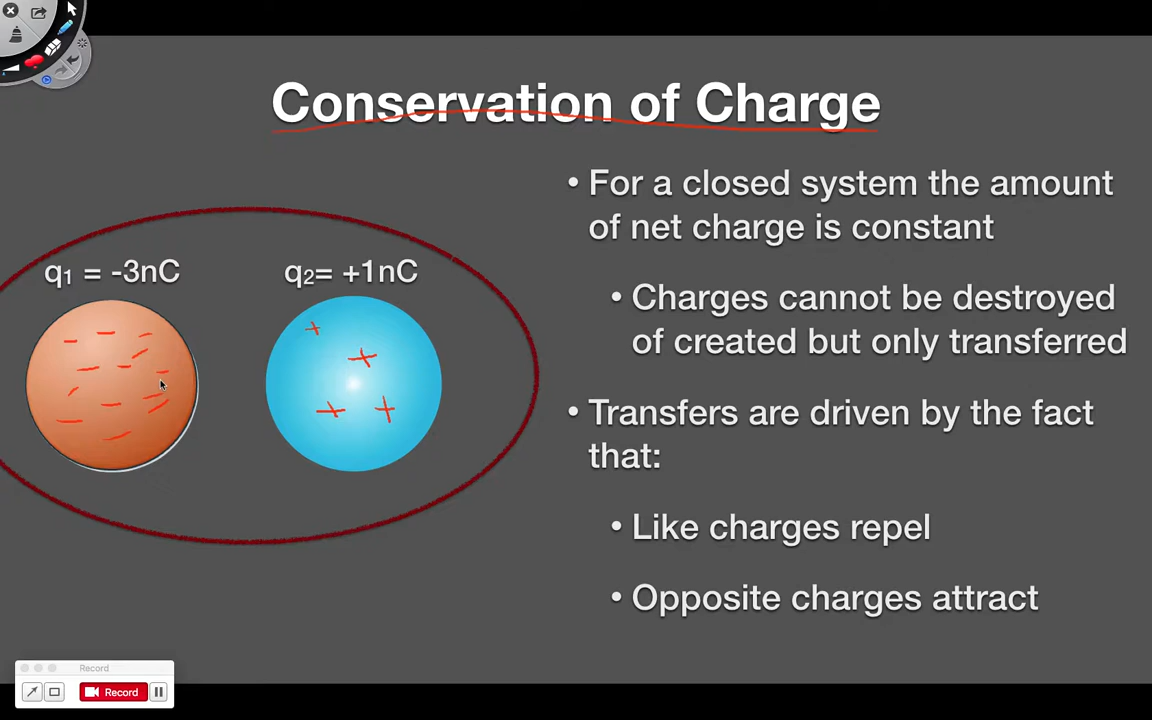 Conservation of Charge
q₁ = -3nC
q₂= +1nC
• For a closed system the amount
of net charge is constant
• Charges cannot be destroyed
of created but only transferred
• Transfers are driven by the fact
that:
• Like charges repel
• Opposite charges attract
Record
Record